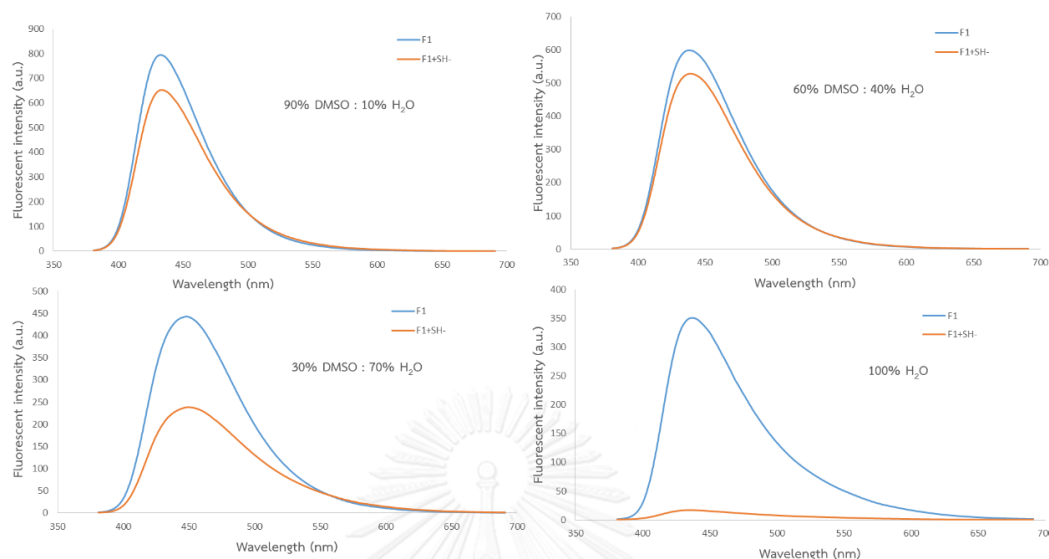 900
800
700
600
500
400
300
200
100
0
350 400 450 500 550 600 650 700
Fluorescent intensity (a.u.)
Wavelength (nm)
F1
F1+SH-
90% DMSO : 10% H₂O
700
600
500
400
300
200
100
0
350 400 450 500 550 600 650 700
Fluorescent intensity (a.u.)
Wavelength (nm)
F1
F1+SH-
60% DMSO : 40% H₂O
500
450
400
350
300
250
200
150
100
50
0
350 400 450 500 550 600 650 700
Fluorescent intensity (a.u.)
Wavelength (nm)
F1
F1+SH-
30% DMSO : 70% H₂O
400
350
300
250
200
150
100
50
0
350 400 450 500 550 600 650 700
Fluorescent intensity (a.u.)
Wavelength (nm)
F1
F1+SH-
100% H₂O